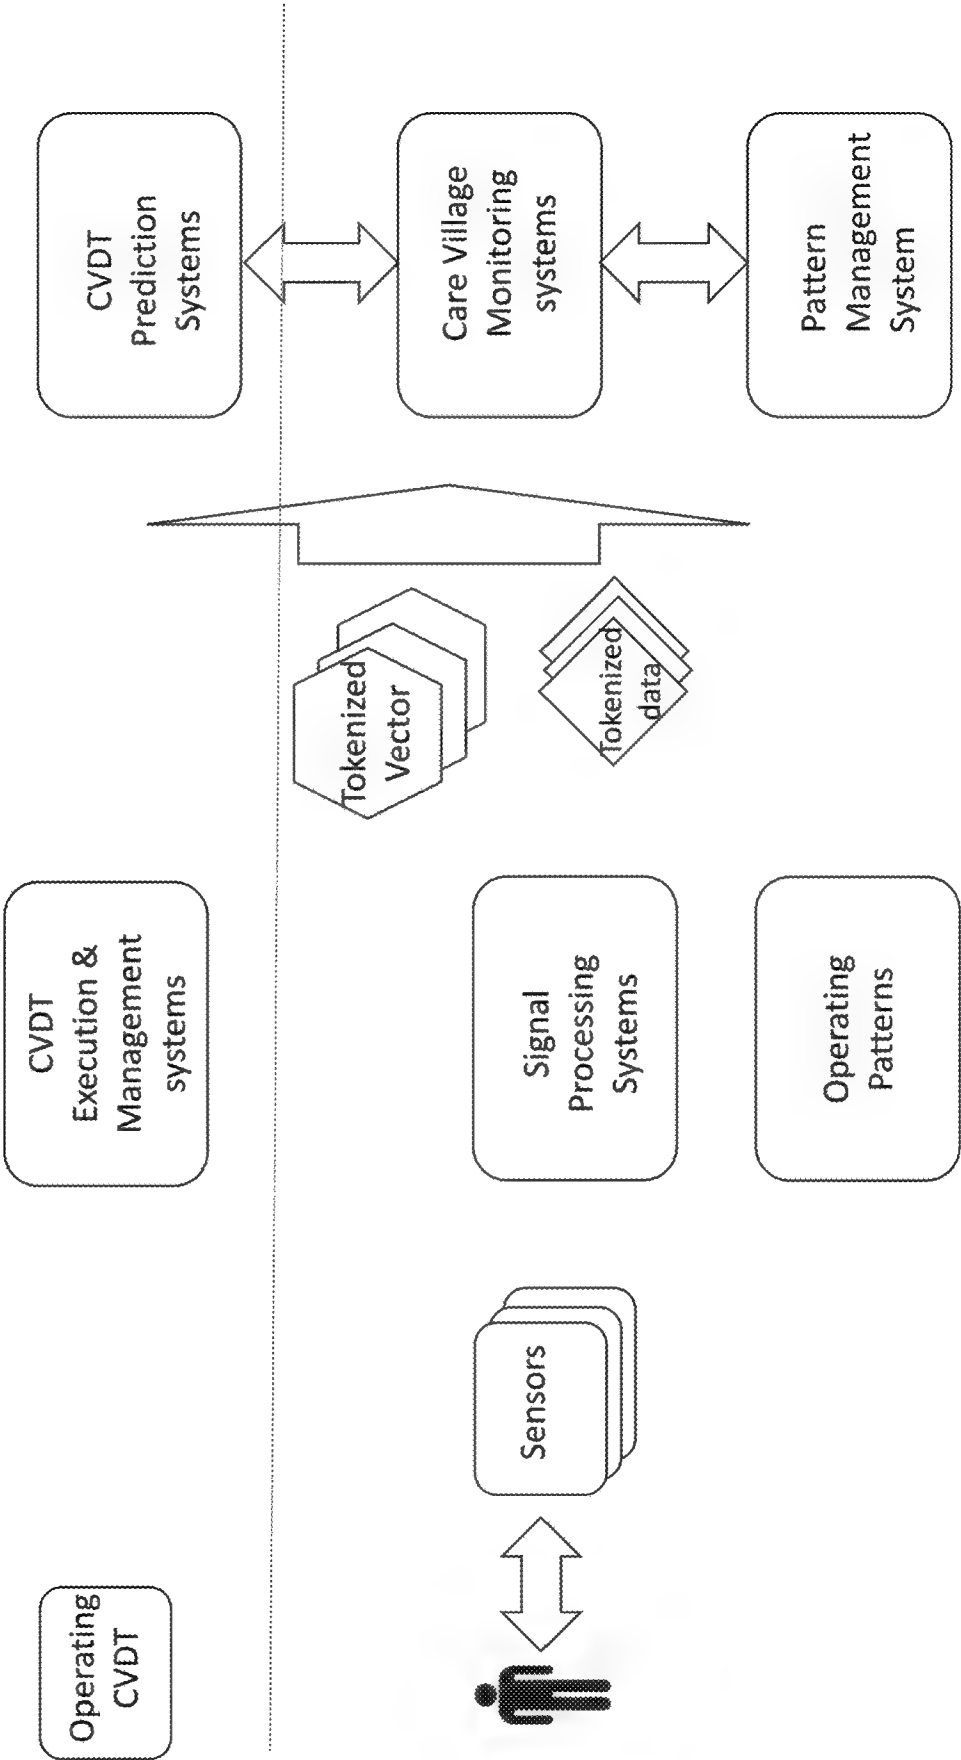 Operating
CVDT
CVDT
Execution &
Management
systems
CVDT
Prediction
Systems
Sensors
Signal
Processing
Systems
Operating
Patterns
Tokenized
Vector
Tokenized
data
Care Village
Monitoring
systems
Pattern
Management
System